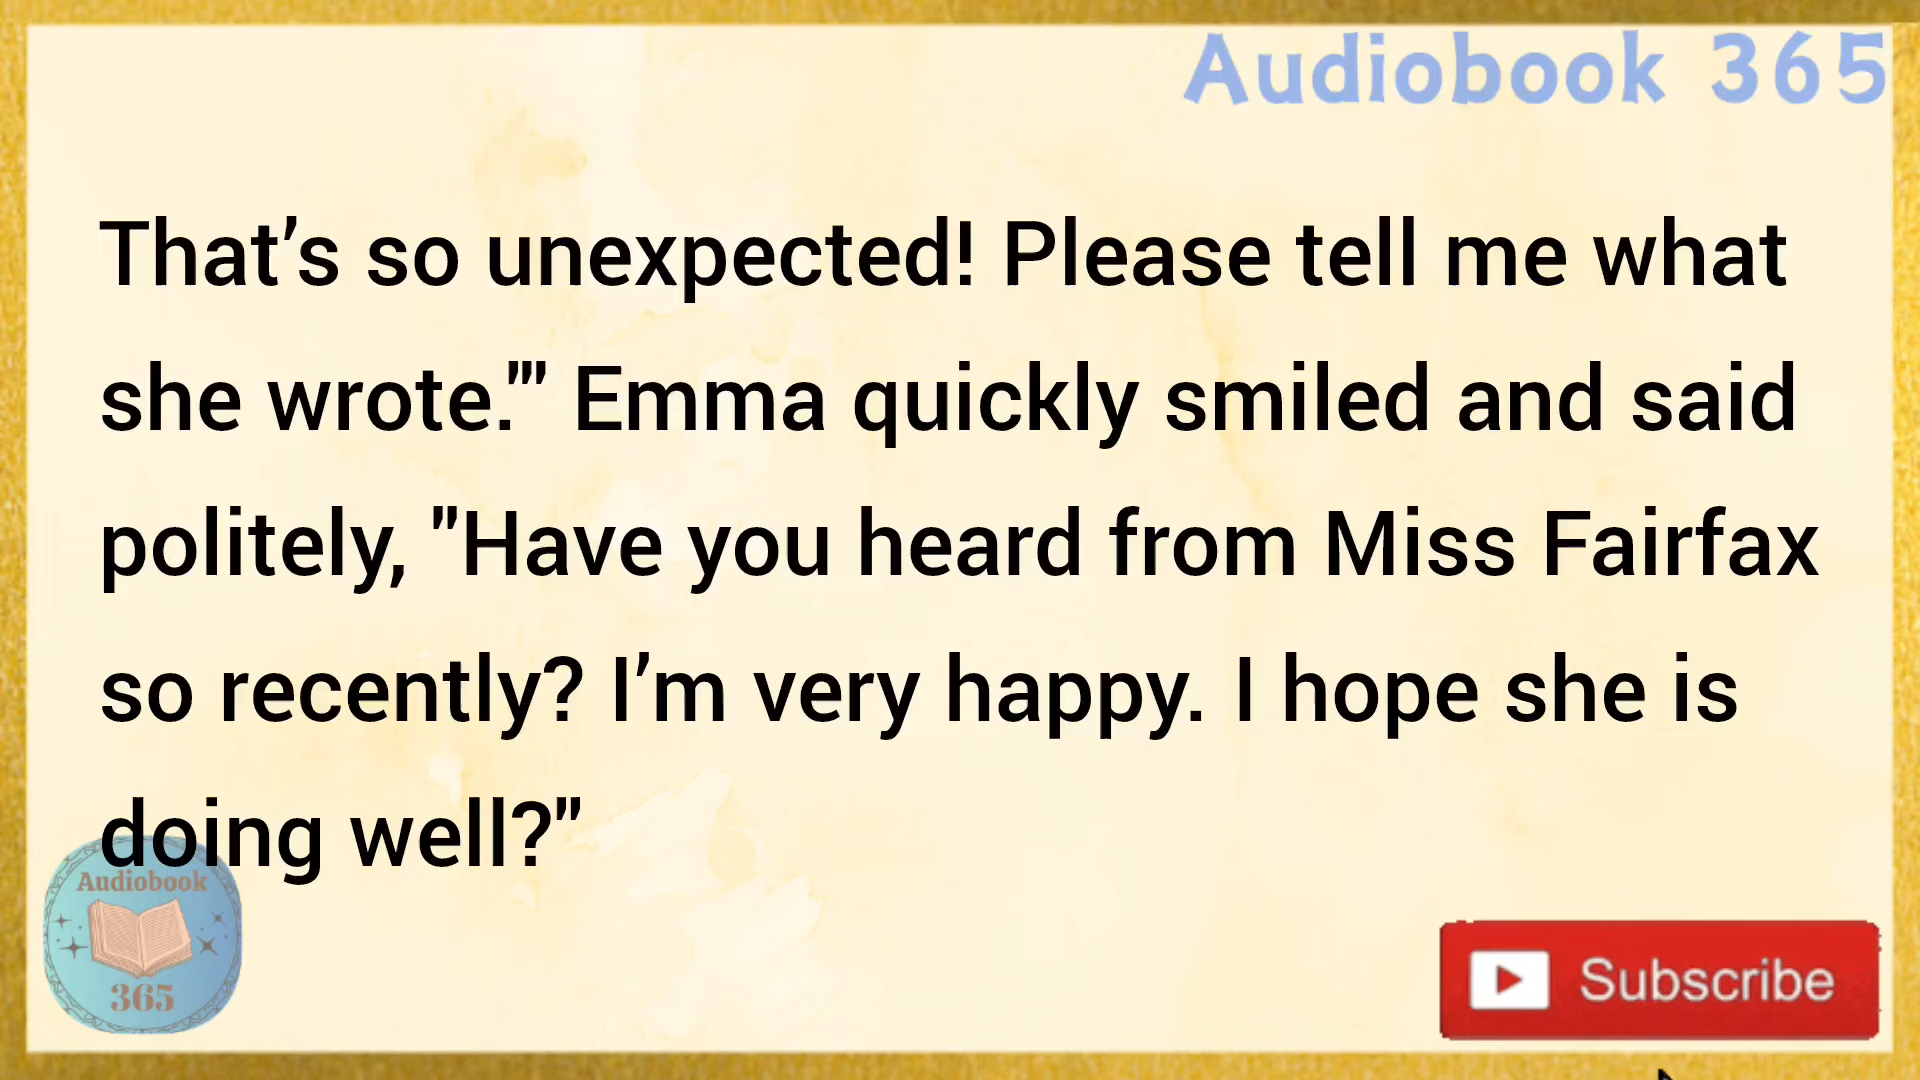 Audiobook 365
That’s so unexpected! Please tell me what
she wrote.'" Emma quickly smiled and said
politely, "Have you heard from Miss Fairfax
so recently? I’m very happy. I hope she is
doing well?"
Audiobook
365
Subscribe